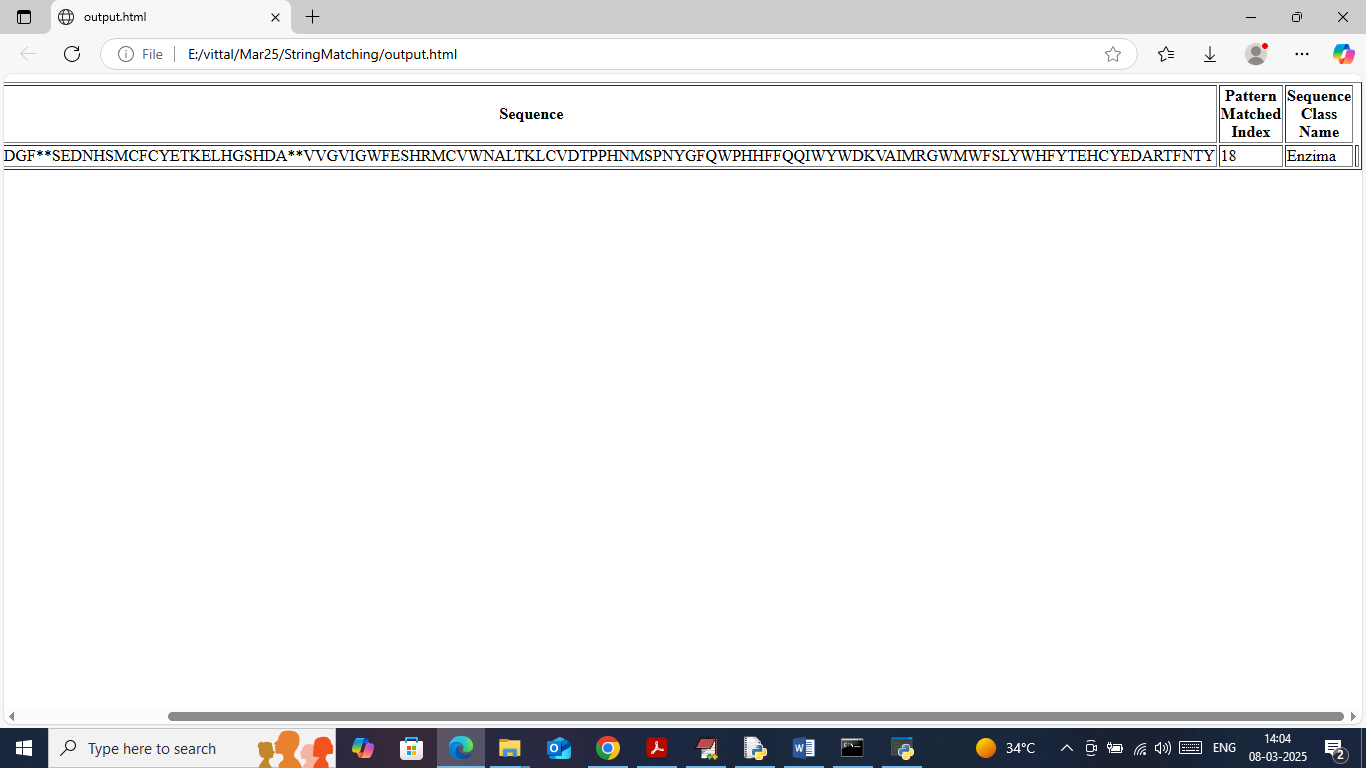 output.html
File
E:/vittal/Mar25/StringMatching/output.html
Sequence
Pattern
Matched
Index
Sequence
Class
Name
DGF**SEDNHSMCFCYETKELHGSHDA**VVGVIGWFESHRMCVWNALTKLCVDTPPHNMSPNYGFQWPHHFFQQIWYWDKVAIMRGWMWFSLYWHFYTEHCYEDARTFNTY
18
Enzima
Type here to search
34°C
ENG
14:04
08-03-2025
2